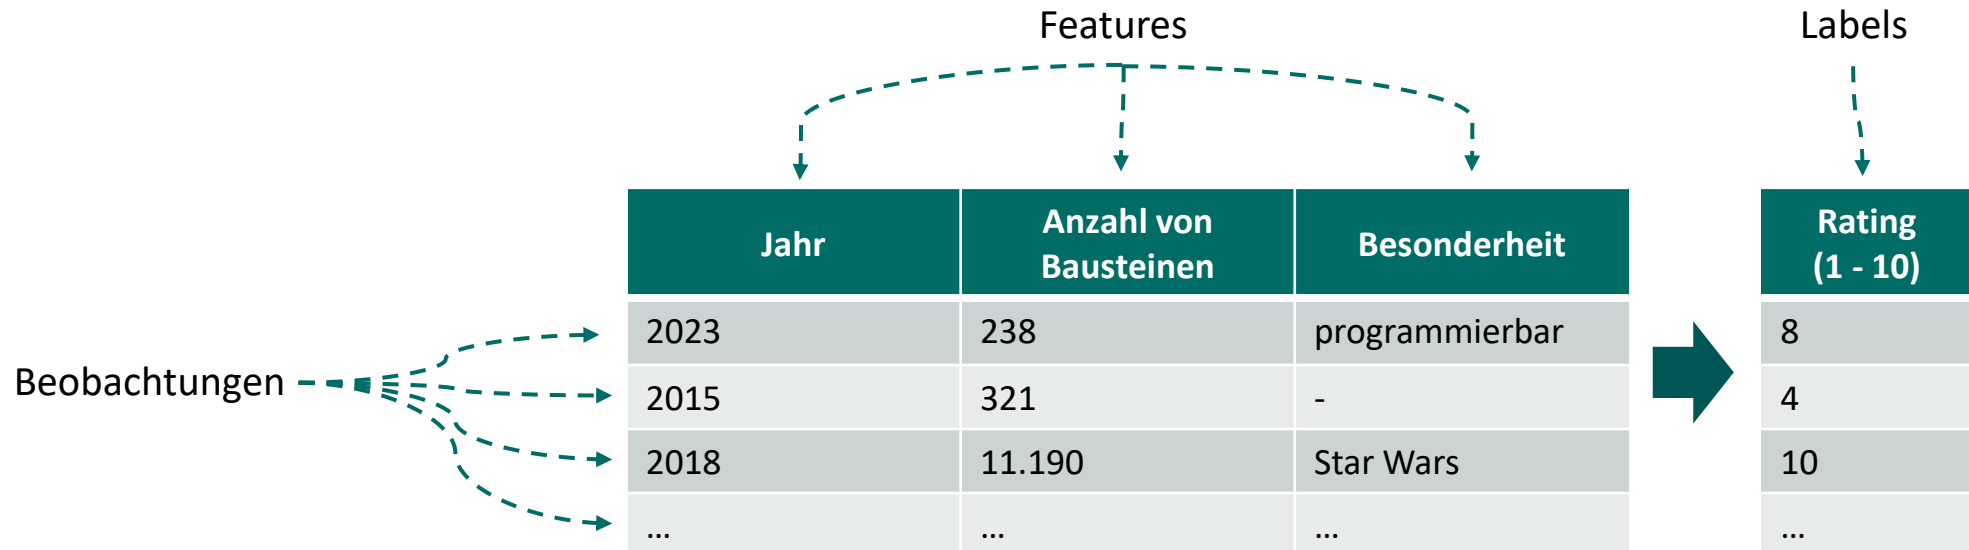 Features
Labels
Jahr
Anzahl von
Bausteinen
Besonderheit
Rating
(1 - 10)
Beobachtungen
2023
238
programmierbar
8
2015
321
-
4
2018
11.190
Star Wars
10
...
...
...
...